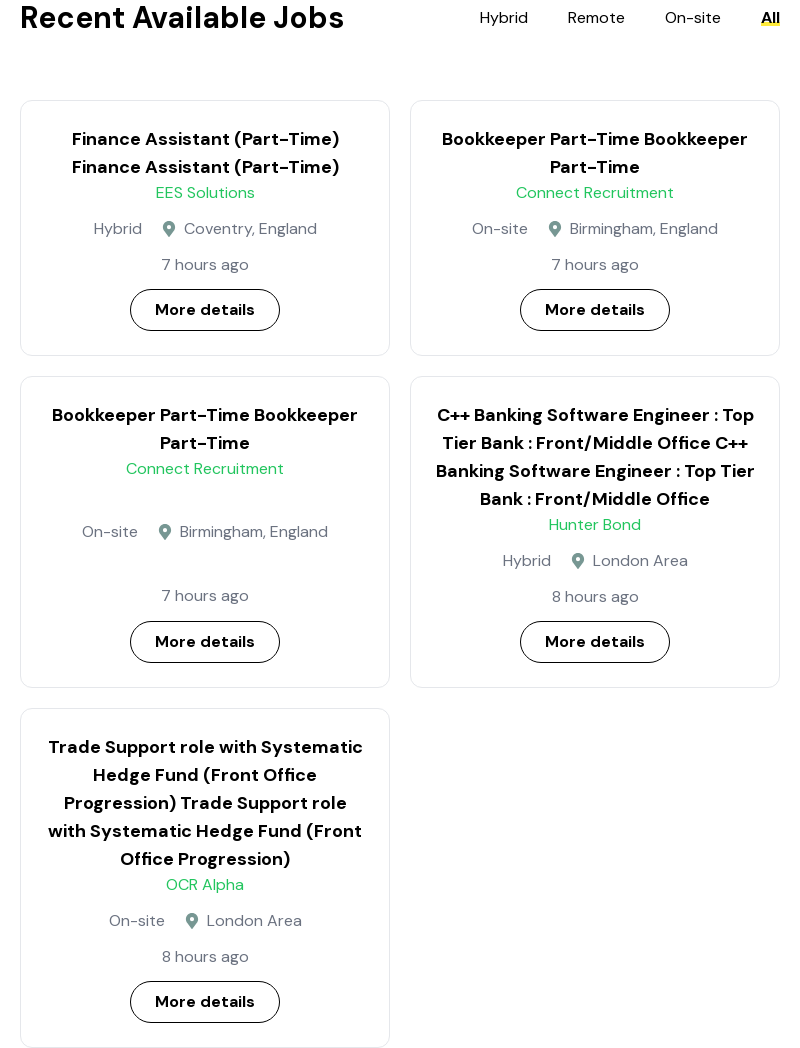 Recent Available Jobs
Hybrid
Remote
On-site
All
Finance Assistant (Part-Time)
Finance Assistant (Part-Time)
EES Solutions
Hybrid
Coventry, England
7 hours ago
More details
Bookkeeper Part-Time Bookkeeper
Part-Time
Connect Recruitment
On-site
Birmingham, England
7 hours ago
More details
Bookkeeper Part-Time Bookkeeper
Part-Time
Connect Recruitment
On-site
Birmingham, England
7 hours ago
More details
C++ Banking Software Engineer : Top
Tier Bank : Front/Middle Office C++
Banking Software Engineer : Top Tier
Bank : Front/Middle Office
Hunter Bond
Hybrid
London Area
8 hours ago
More details
Trade Support role with Systematic
Hedge Fund (Front Office
Progression) Trade Support role
with Systematic Hedge Fund (Front
Office Progression)
OCR Alpha
On-site
London Area
8 hours ago
More details